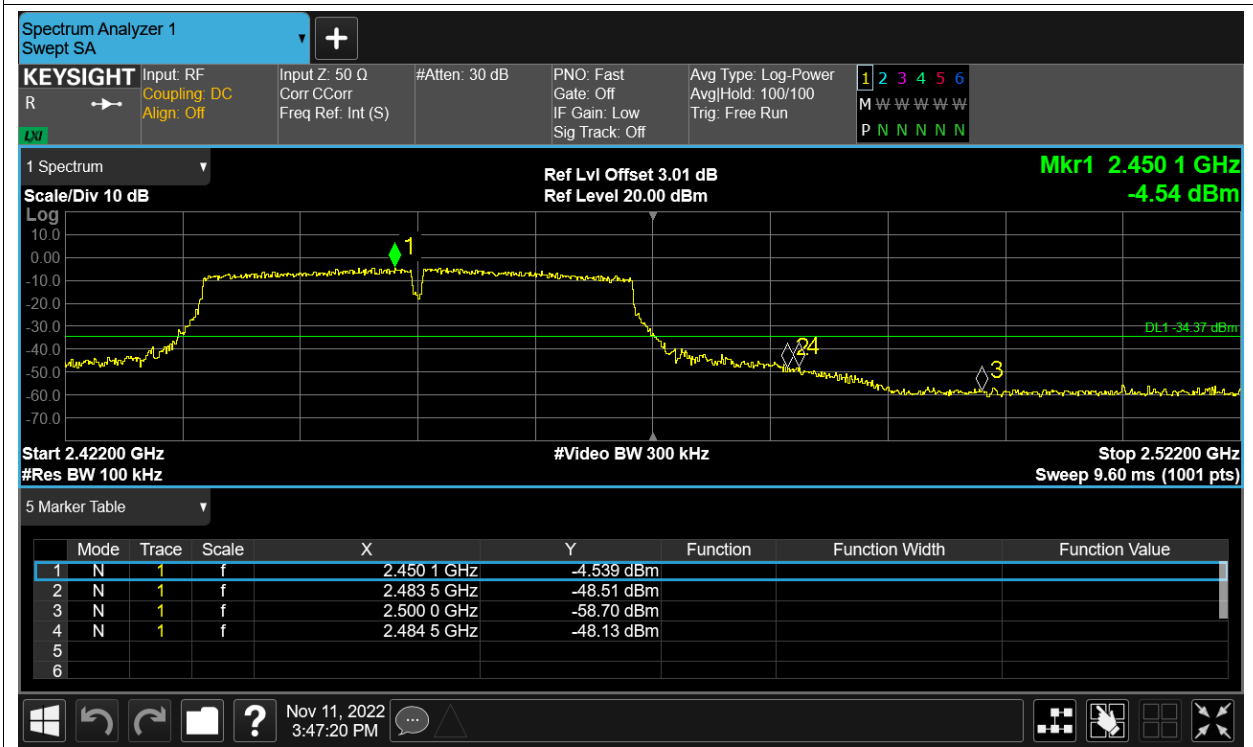 Spectrum Analyzer 1
Swept SA
+
KEYSIGHT Input: RF Input Z: 50 Ω #Atten: 30 dB PNO: Fast Avg Type: Log-Power 1 2 3 4 5 6
R Coupling: DC Corr CCorr Gate: Off Avg|Hold: 100/100 M W W W W W
Align: Off Freq Ref: Int (S) IF Gain: Low Trig: Free Run
LXI Sig Track: Off P N N N N N
1 Spectrum Ref Lvl Offset 3.01 dB Mkr1 2.450 1 GHz
Scale/Div 10 dB Ref Level 20.00 dBm -4.54 dBm
Log
10.0
1
0.00
-10.0
-20.0
-30.0 DL1 -34.37 dBm
-40.0 2 4
-50.0 3
-60.0
-70.0
Start 2.42200 GHz #Video BW 300 kHz Stop 2.52200 GHz
#Res BW 100 kHz Sweep 9.60 ms (1001 pts)
5 Marker Table
Mode Trace Scale X Y Function Function Width Function Value
1 N 1 f 2.450 1 GHz -4.539 dBm
2 N 1 f 2.483 5 GHz -48.51 dBm
3 N 1 f 2.500 0 GHz -58.70 dBm
4 N 1 f 2.484 5 GHz -48.13 dBm
5
6
? Nov 11, 2022
3:47:20 PM